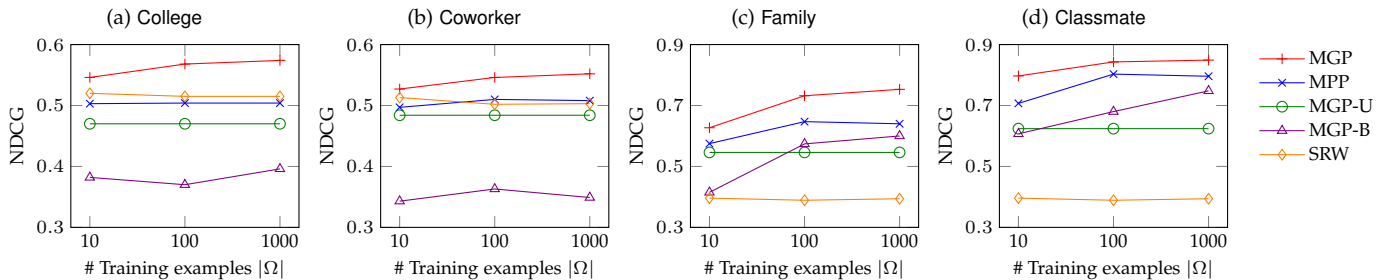 (a) College
0.6
0.5
0.4
0.3
NDCG
10
100
1000
# Training examples |Ω|
(b) Coworker
0.6
0.5
0.4
0.3
NDCG
10
100
1000
# Training examples |Ω|
(c) Family
0.9
0.7
0.5
0.3
NDCG
10
100
1000
# Training examples |Ω|
(d) Classmate
0.9
0.7
0.5
0.3
NDCG
10
100
1000
# Training examples |Ω|
MGP
MPP
MGP-U
MGP-B
SRW